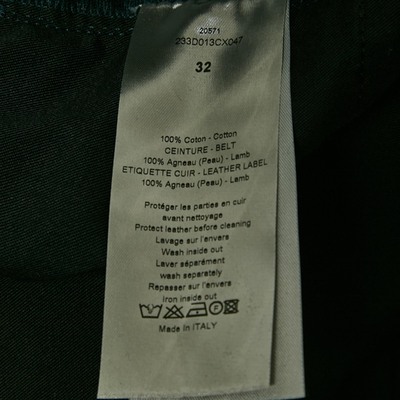 20571
233D013CX047
32
100% Coton - Cotton
CEINTURE - BELT
100% Agneau (Peau) - Lamb
ETIQUETTE CUIR - LEATHER LABEL
100% Agneau (Peau) - Lamb
Protéger les parties en cuir
avant nettoyage
Protect leather before cleaning
Lavage sur l'envers
Wash inside out
Laver séparément
wash separately
Repasser sur l'envers
Iron inside out
Made In ITALY